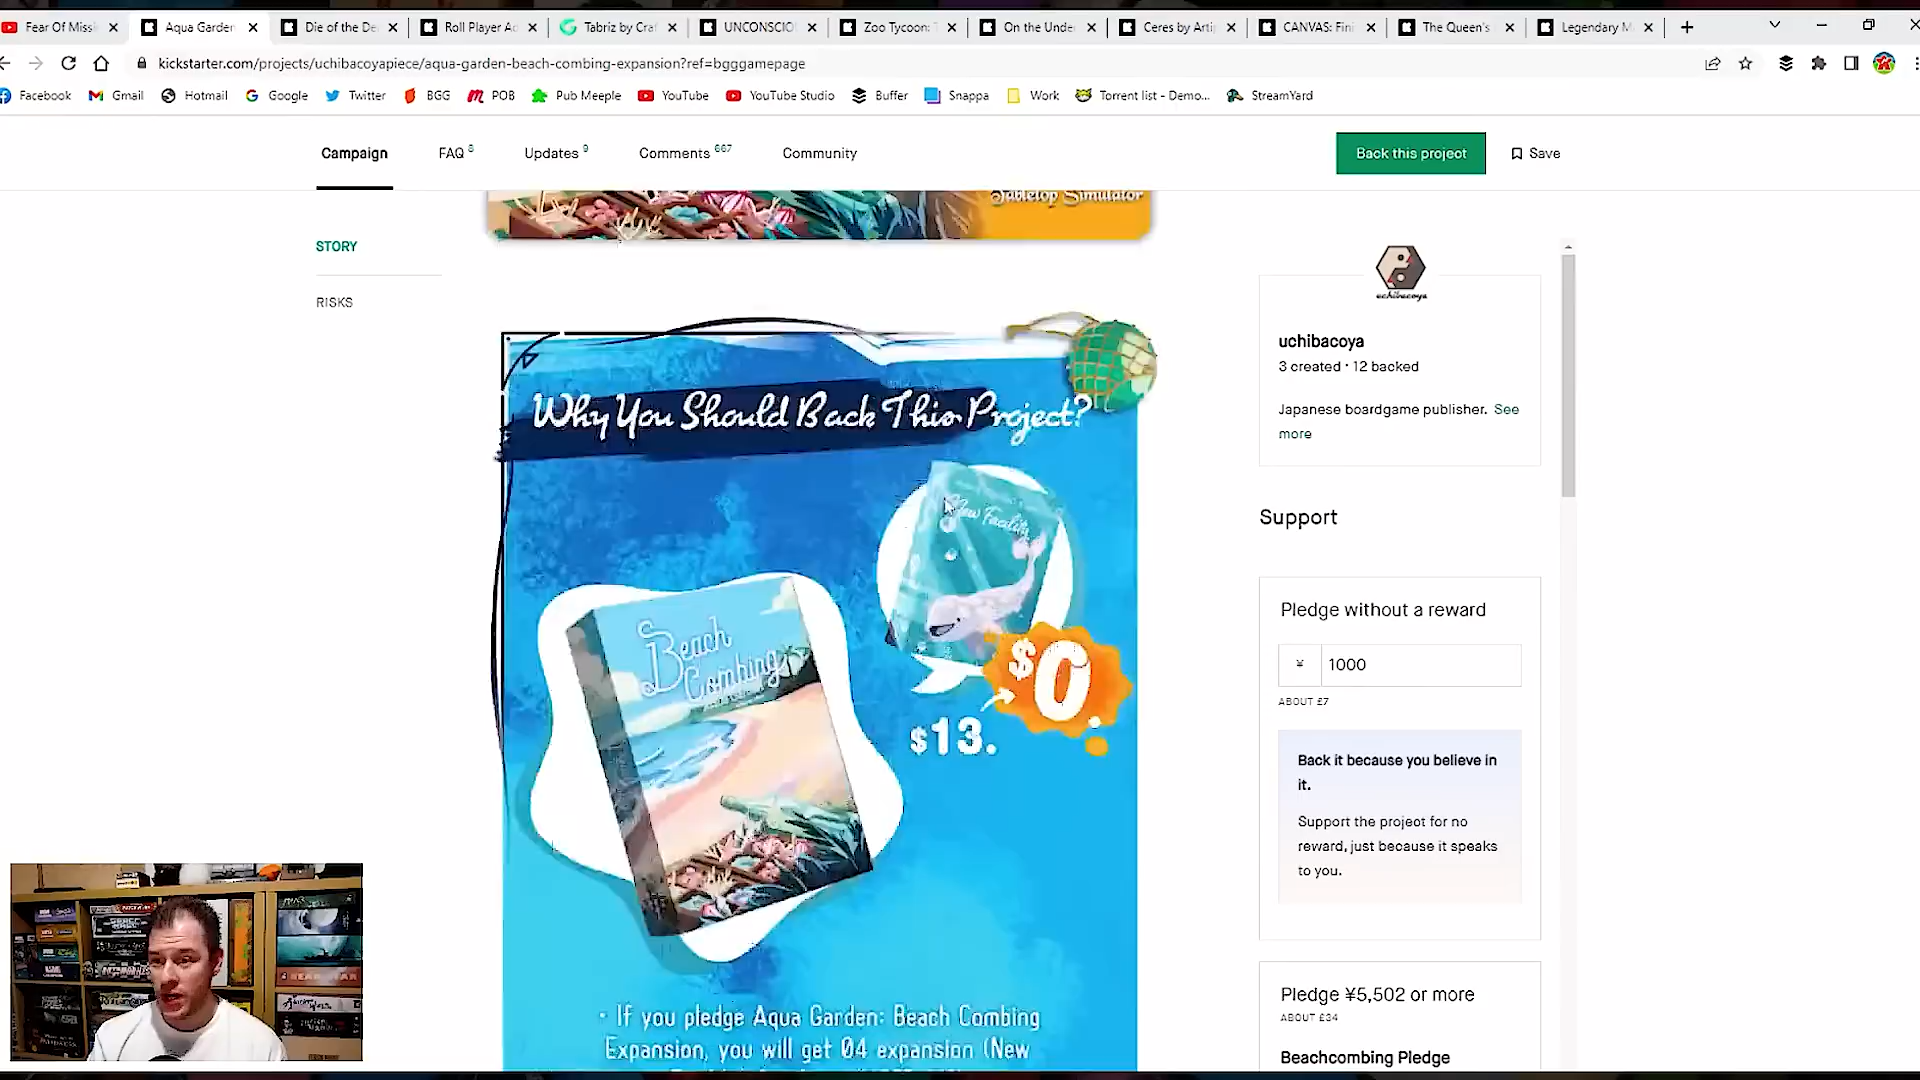 Fear Of Missi
Aqua Garden
Die of the De
Roll Player Ad
Tabriz by Craf
UNCONSCIO
Zoo Tycoon: T
On the Unde
Ceres by Arti
CANVAS: Fini
The Queen's
Legendary M
kickstarter.com/projects/uchibacoyapiece/aqua-garden-beach-combing-expansion?ref=bgggamepage
Facebook
Gmail
Hotmail
Google
Twitter
BGG
POB
Pub Meeple
YouTube
YouTube Studio
Buffer
Snappa
Work
Torrent list - Demo...
StreamYard
Campaign
FAQ 8
Updates 9
Comments 667
Community
Back this project
Save
Tabletop Simulator
STORY
RISKS
Why You Should Back This Project?
New Facility
Beach
Combing
$0.
$13.
• If you pledge Aqua Garden: Beach Combing
Expansion, you will get 04 expansion (New
uchibacoya
uchibacoya
3 created · 12 backed
Japanese boardgame publisher. See
more
Support
Pledge without a reward
¥ 1000
ABOUT £7
Back it because you believe in
it.
Support the project for no
reward, just because it speaks
to you.
Pledge ¥5,502 or more
ABOUT £34
Beachcombing Pledge